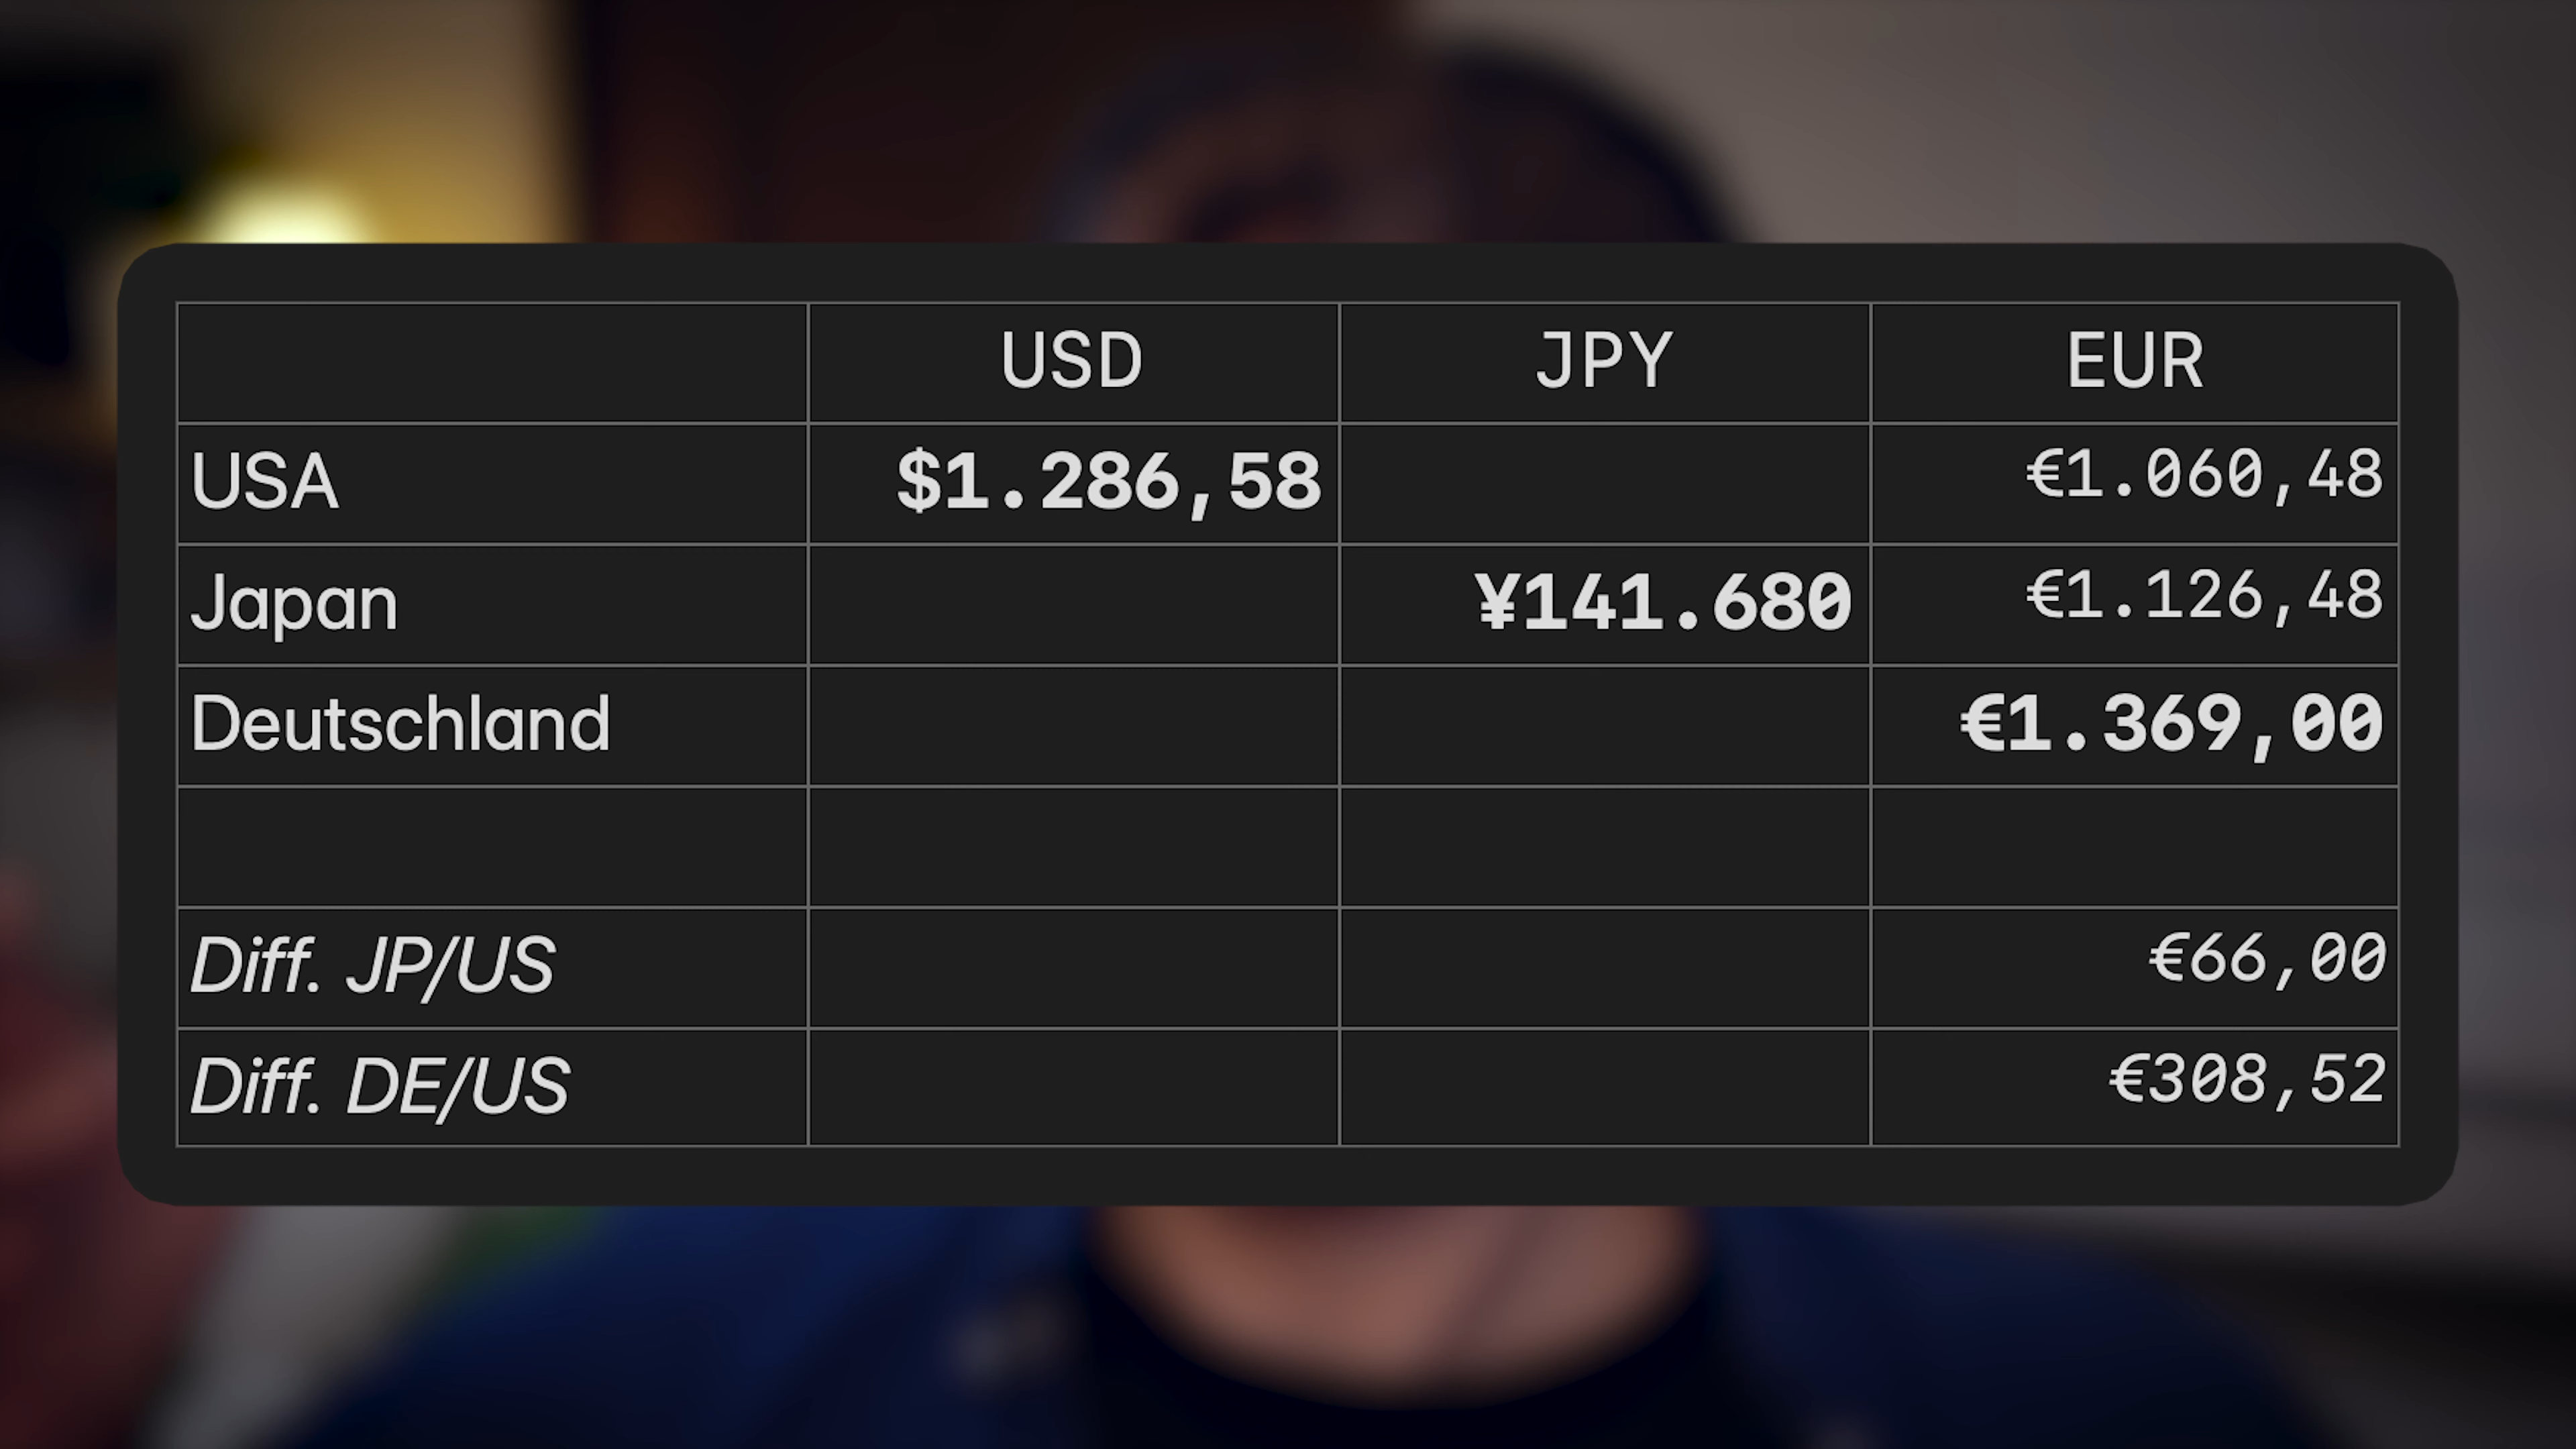 USD JPY EUR
USA $1.286,58 €1.060,48
Japan ¥141.680 €1.126,48
Deutschland €1.369,00
Diff. JP/US €66,00
Diff. DE/US €308,52